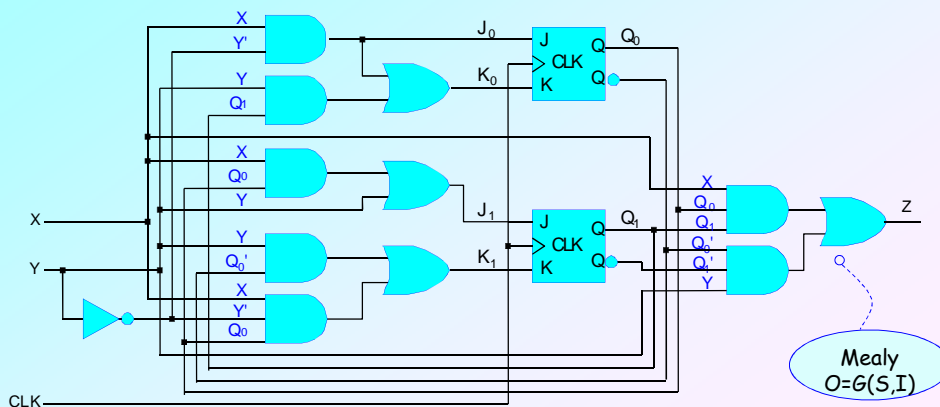 X
Y'
Y
Q1
J0
K0
J
CLK
K
Q
Q
Q0
X
Q0
Y
J1
Y
Q0'
X
Y'
Q0
K1
J
CLK
K
Q
Q
Q1
X
Y
CLK
X
Q0
Q1
Q0'
Q1'
Y
Z
Mealy
O=G(S,I)